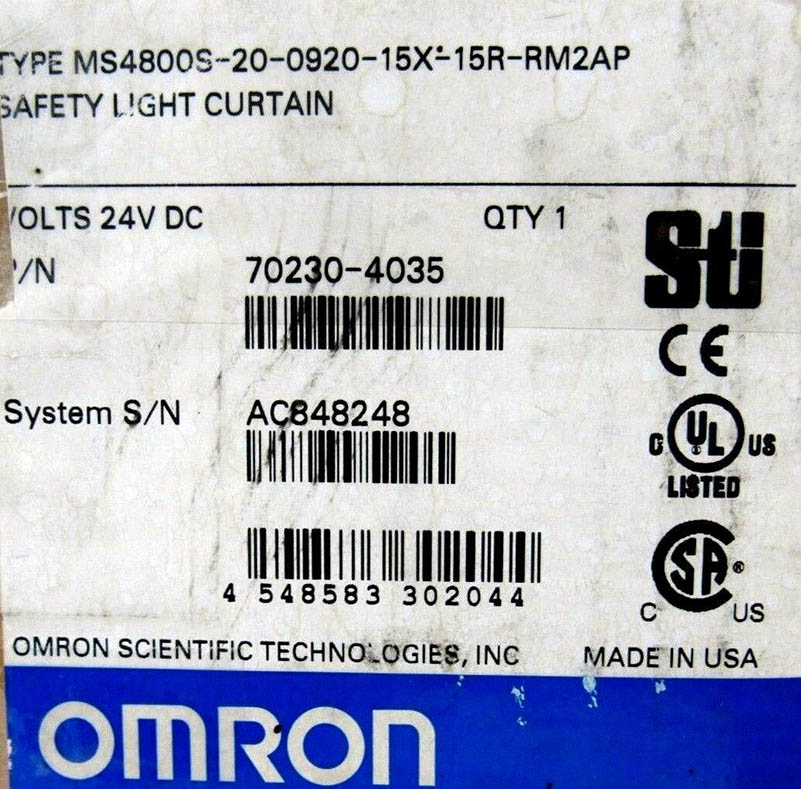 TYPE MS4800S-20-0920-15X-15R-RM2AP
SAFETY LIGHT CURTAIN
VOLTS 24V DC QTY 1
P/N 70230-4035
Sti
CE
System S/N AC848248
C UL US
LISTED
4 548583 302044
CSA ®
C US
OMRON SCIENTIFIC TECHNOLOGIES, INC MADE IN USA
OMRON